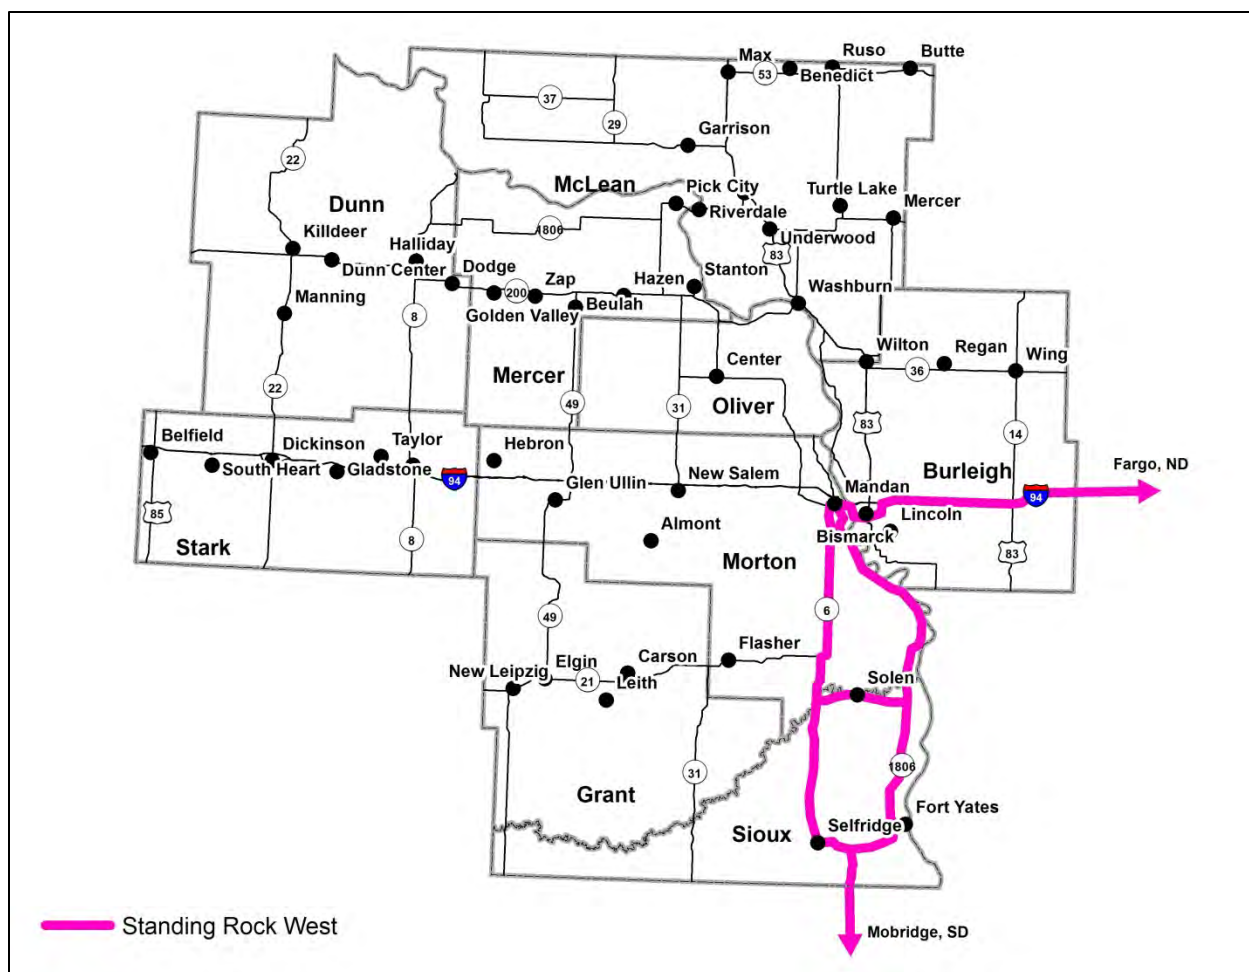 Max
Ruso
Butte
53
Benedict
37
29
Garrison
22
McLean
Pick City
Turtle Lake
Mercer
Dunn
Riverdale
Killdeer
1806
Underwood
Halliday
83
Dunn Center
Dodge
Zap
Hazen
Stanton
Manning
200
Washburn
Golden Valley
Beulah
8
Wilton
Regan
Wing
Center
36
Mercer
22
49
31
Oliver
83
14
Belfield
Dickinson
Taylor
Hebron
South Heart
Gladstone
94
Glen Ullin
New Salem
Burleigh
Fargo, ND
Mandan
94
85
Lincoln
Almont
Bismarck
Stark
8
Morton
83
49
6
Flasher
Carson
Elgin
New Leipzig
21
Leith
Solen
31
1806
Grant
Fort Yates
Sioux
Selfridge
Standing Rock West
Mobridge, SD